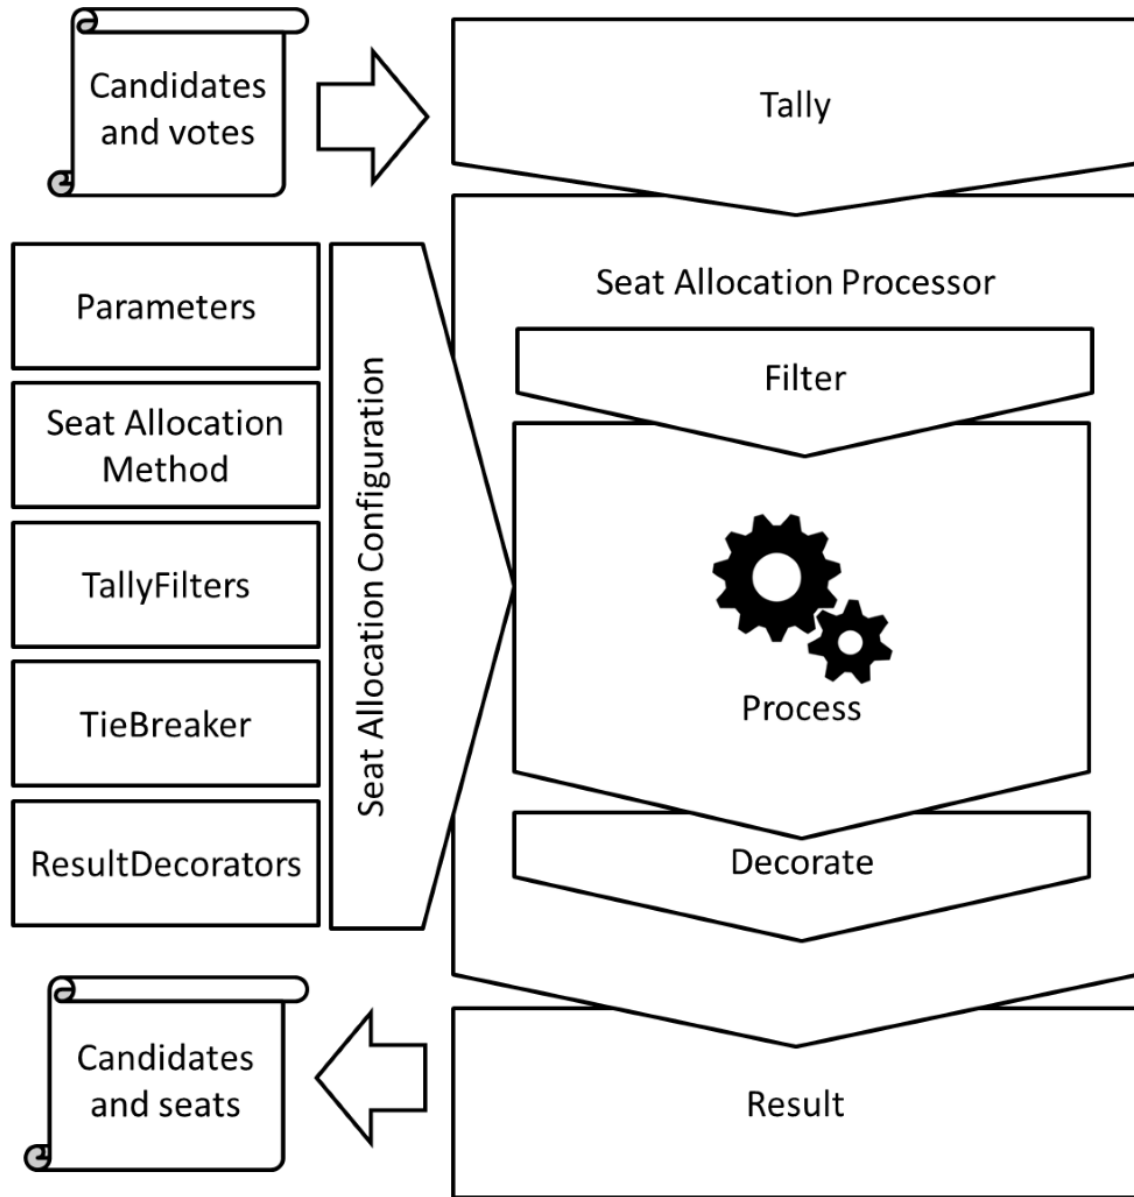 Candidates
and votes
Tally
Parameters
Seat Allocation
Method
TallyFilters
TieBreaker
ResultDecorators
Seat Allocation Configuration
Seat Allocation Processor
Filter
Process
Decorate
Candidates
and seats
Result